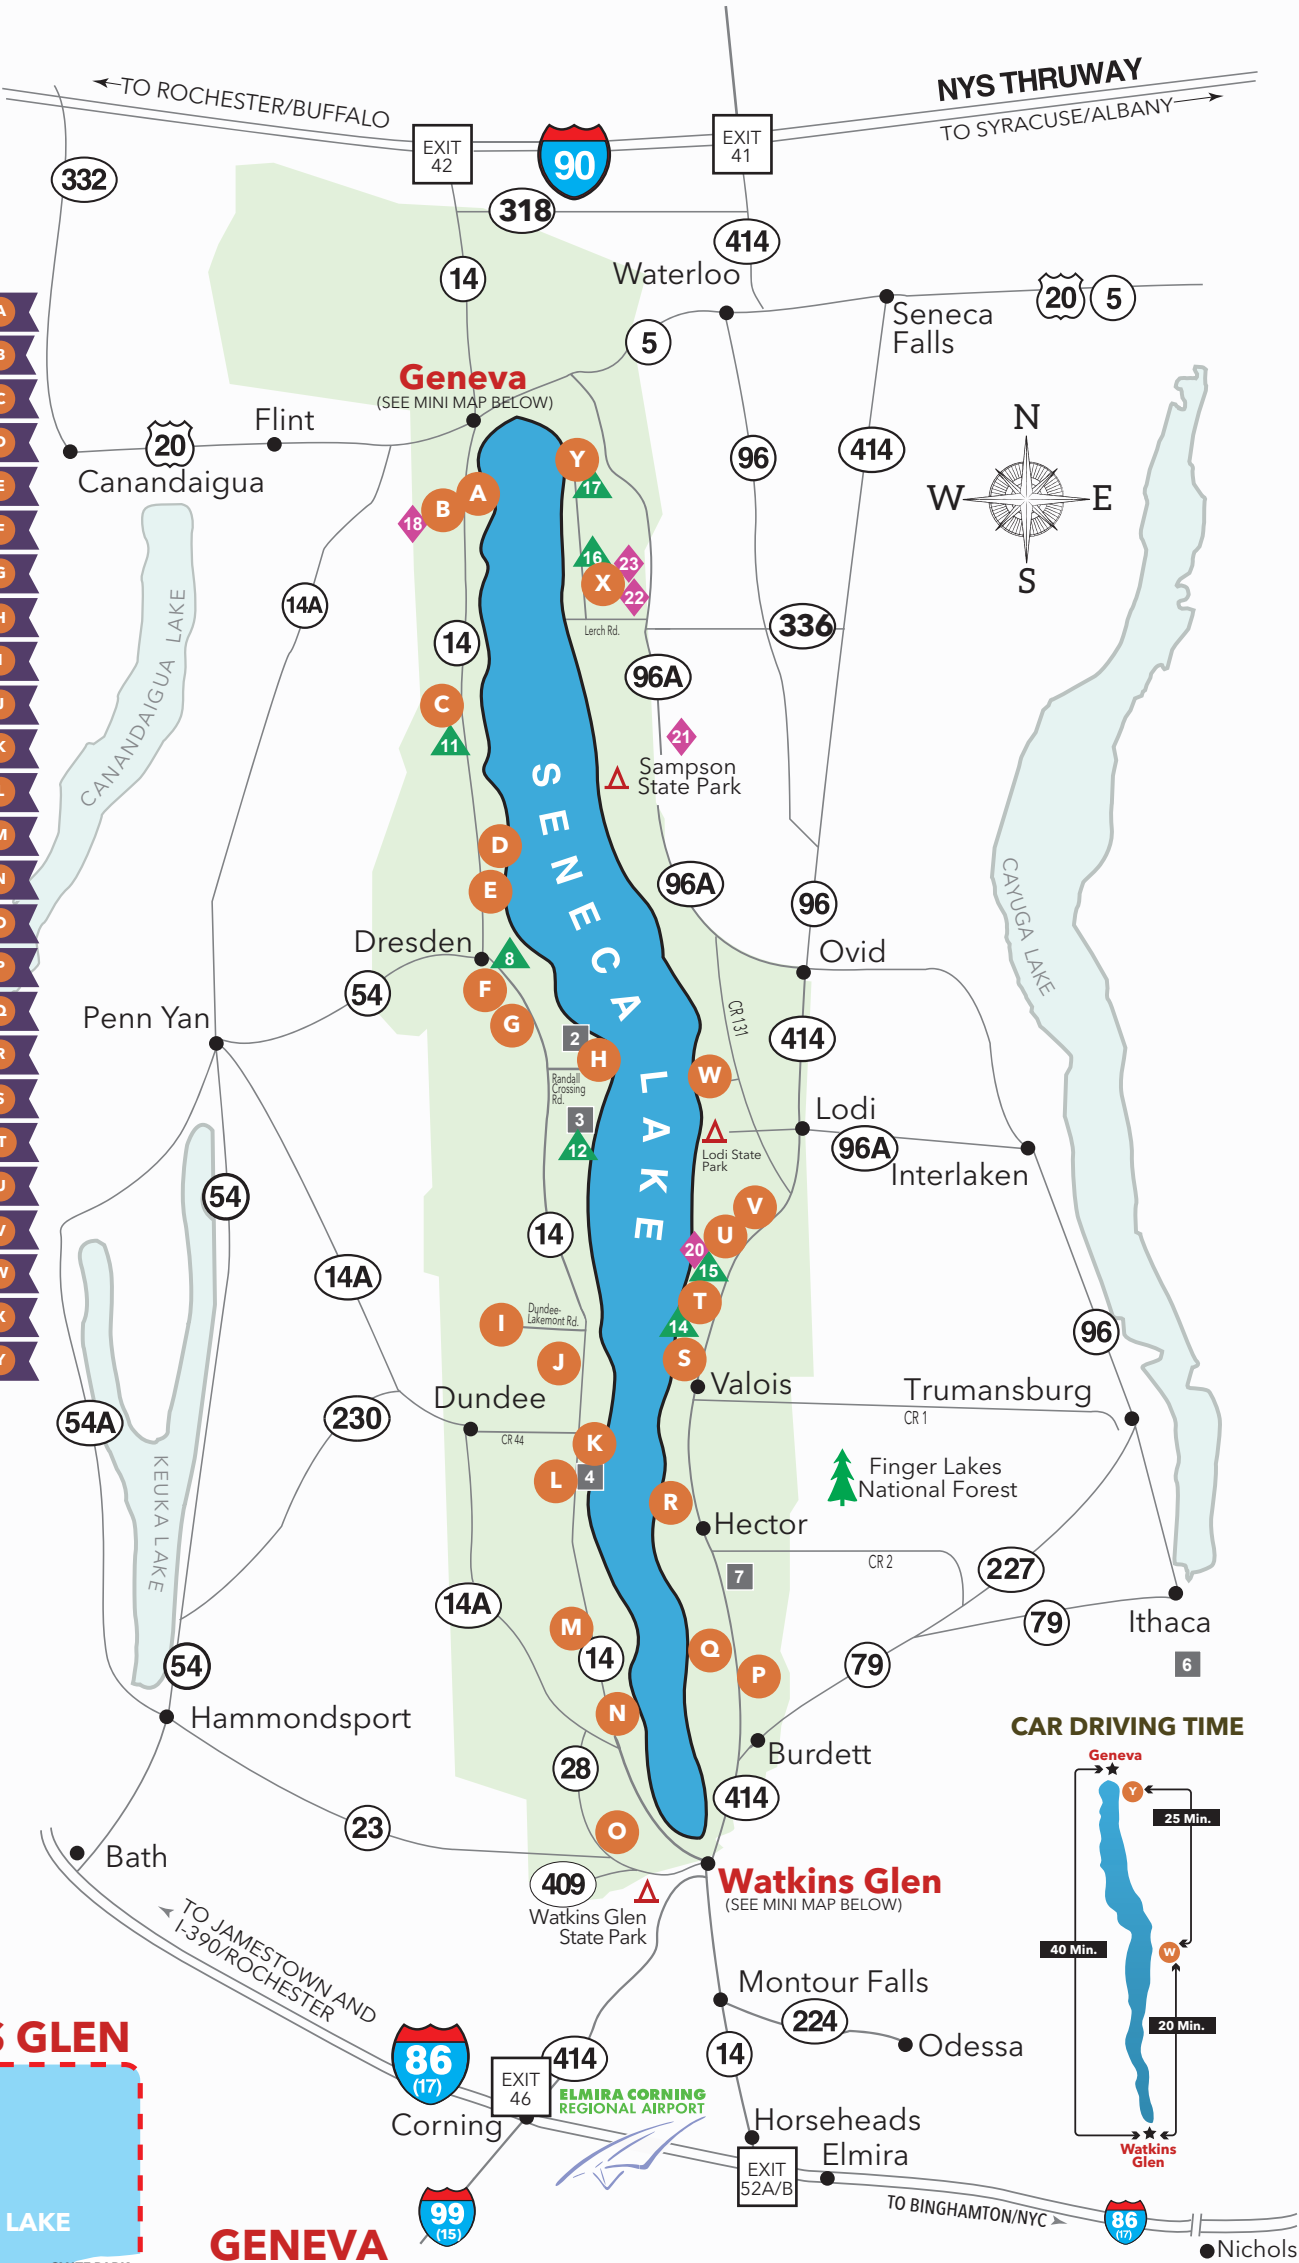 NYS THRUWAY
TO ROCHESTER/BUFFALO
TO SYRACUSE/ALBANY
EXIT
42
90
EXIT
41
332
318
414
14
Waterloo
20
5
Seneca
Falls
5
Geneva
(SEE MINI MAP BELOW)
Flint
20
Canandaigua
96
414
N
W
E
S
Y
17
A
B
18
16
23
X
22
14A
Lerch Rd.
336
14
96A
CANANDAIGUA LAKE
C
11
21
Sampson
State Park
SENECA LAKE
D
E
96A
96
CAYUGA LAKE
Dresden
8
Ovid
F
54
G
Penn Yan
CR 131
2
414
H
W
Randall
Crossing
Rd.
3
12
Lodi
96A
Lodi State
Park
Interlaken
54
V
14
U
20
15
14A
T
I
Dundee-
Lakemont Rd.
14
96
J
S
Valois
Dundee
Trumansburg
CR 1
54A
230
CR 44
K
L
4
KEUKA LAKE
Finger Lakes
National Forest
R
Hector
CR 2
7
227
14A
79
Ithaca
6
M
14
Q
P
79
54
N
Hammondsport
Burdett
28
414
23
O
Bath
409
Watkins Glen
(SEE MINI MAP BELOW)
Watkins Glen
State Park
TO JAMESTOWN AND
I-390/ROCHESTER
CAR DRIVING TIME
Geneva
Y
25 Min.
40 Min.
W
20 Min.
Watkins
Glen
Montour Falls
224
Odessa
S GLEN
86
(17)
EXIT
46
414
14
ELMIRA CORNING
REGIONAL AIRPORT
Corning
Horseheads
Elmira
EXIT
52A/B
TO BINGHAMTON/NYC
86
(17)
99
(15)
LAKE
GENEVA
Nichols